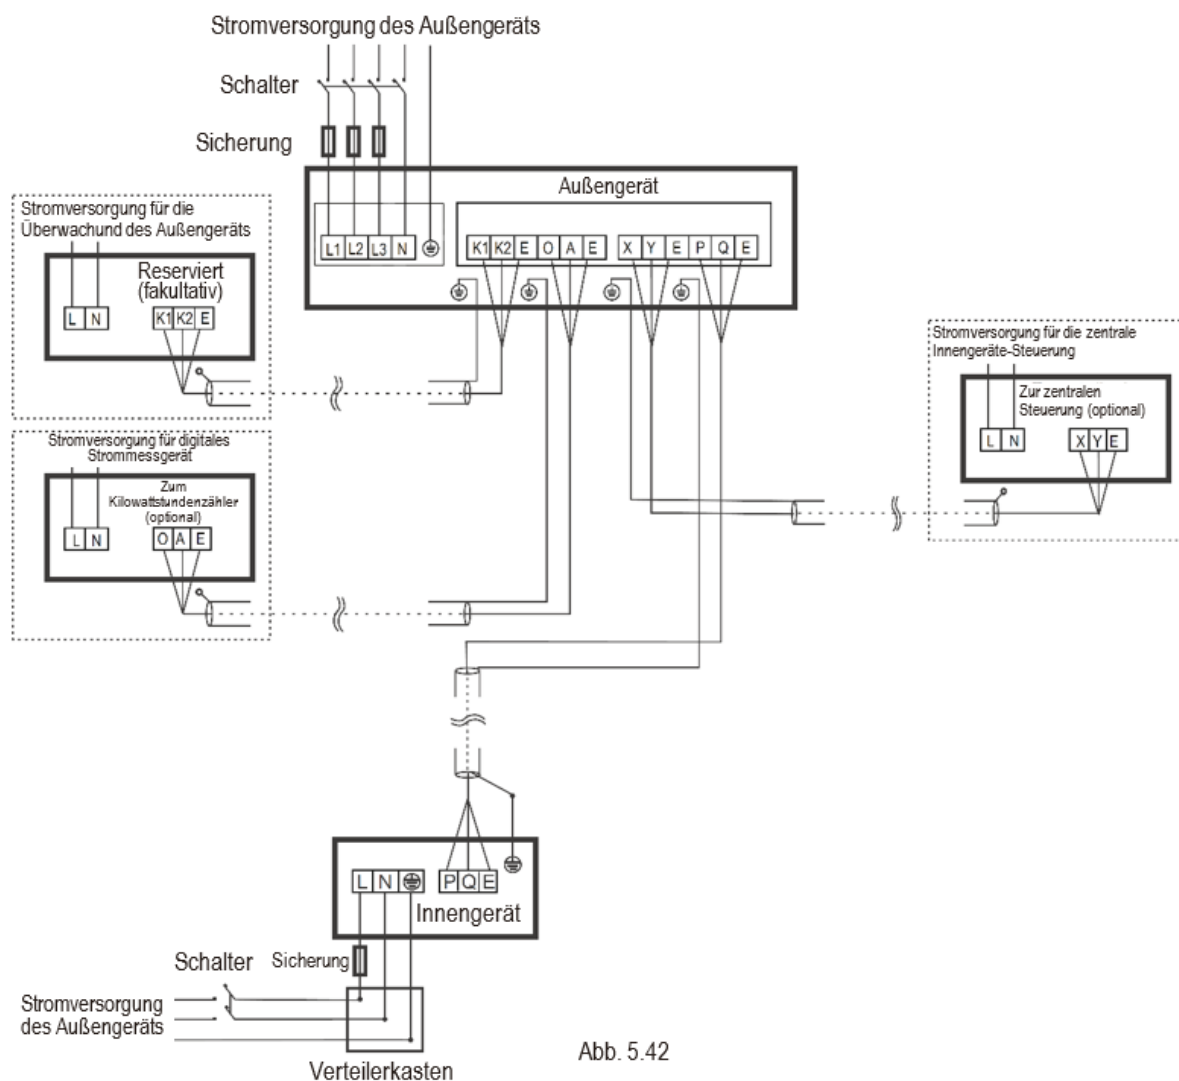 Stromversorgung des Außengeräts
Schalter
Sicherung
Außengerät
L1 L2 L3 N
K1 K2 E O A E X Y E P Q E
Stromversorgung für die
Überwachund des Außengeräts
Reserviert
(fakultativ)
L N K1 K2 E
Stromversorgung für die zentrale
Innengeräte-Steuerung
Zur zentralen
Steuerung (optional)
L N X Y E
Stromversorgung für digitales
Strommessgerät
Zum
Kilowattstundenzähler
(optional)
L N O A E
L N P Q E
Innengerät
Schalter
Sicherung
Stromversorgung
des Außengeräts
Verteilerkasten
Abb. 5.42